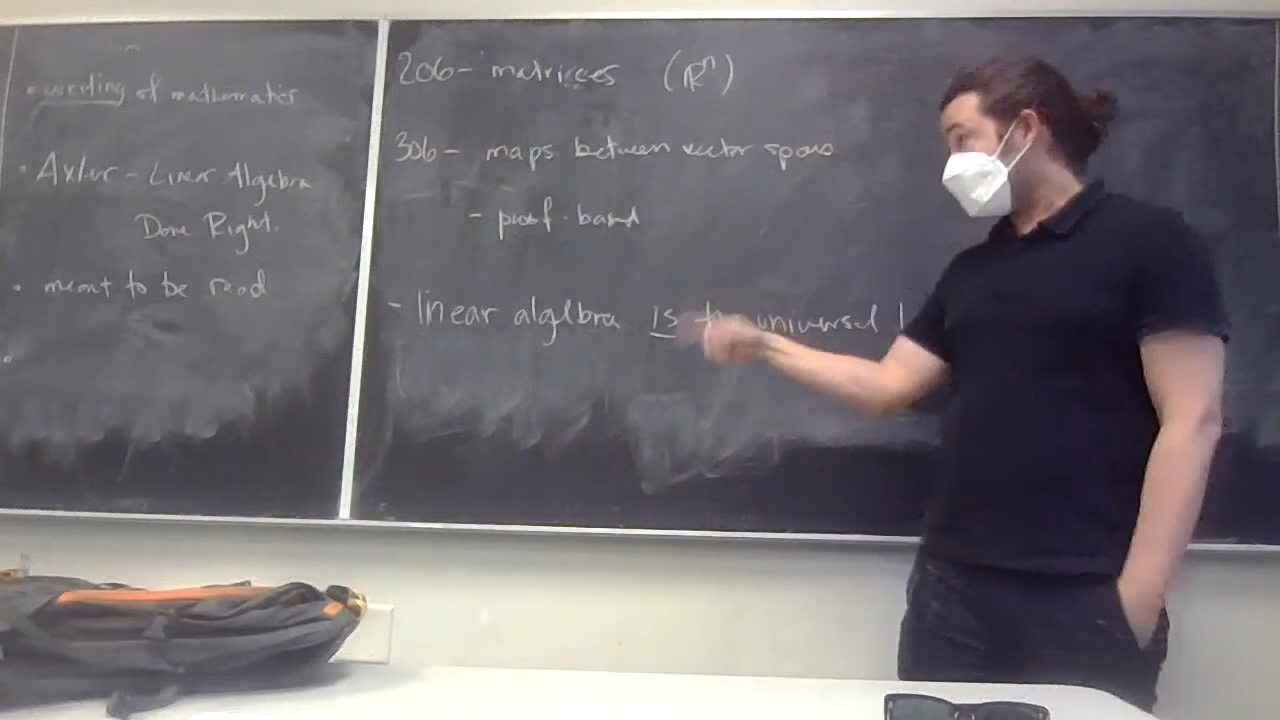 writing of mathematics
• Axler - Linear Algebra
Done Right.
• meant to be read
206 - matrices (ℝⁿ)
306 - maps between vector spaces
- proof-based
- linear algebra is the universal l